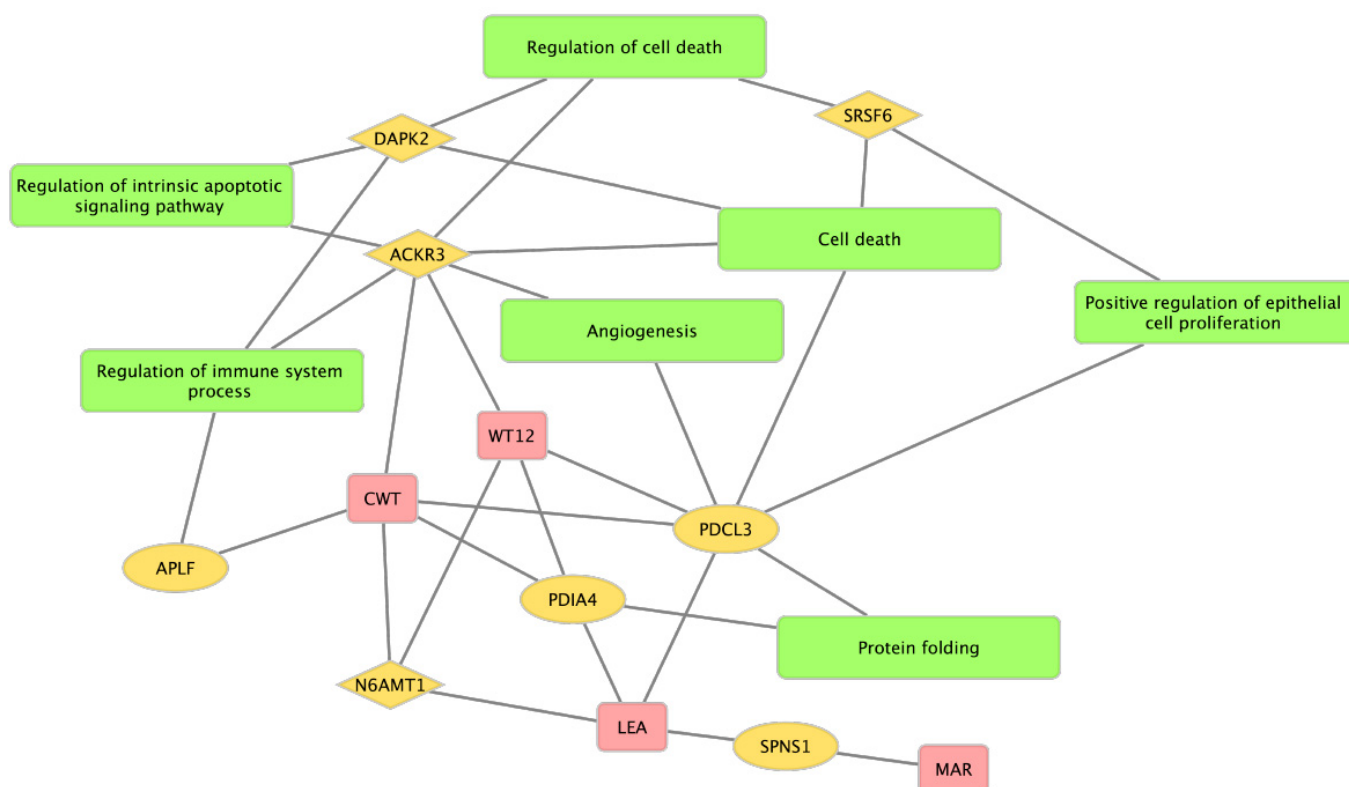 Regulation of cell death
SRSF6
DAPK2
Regulation of intrinsic apoptotic
signaling pathway
Cell death
ACKR3
Positive regulation of epithelial
cell proliferation
Angiogenesis
Regulation of immune system
process
WT12
CWT
PDCL3
APLF
PDIA4
Protein folding
N6AMT1
LEA
SPNS1
MAR